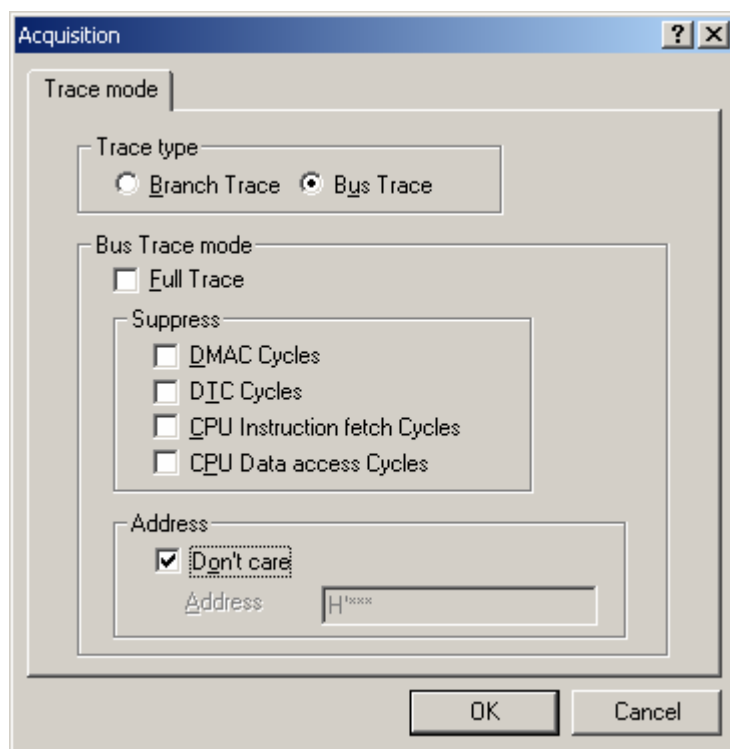 Acquisition
Trace mode
Trace type
Branch Trace Bus Trace
Bus Trace mode
Full Trace
Suppress
DMAC Cycles
DTC Cycles
CPU Instruction fetch Cycles
CPU Data access Cycles
Address
Don't care
Address H'***
OK Cancel